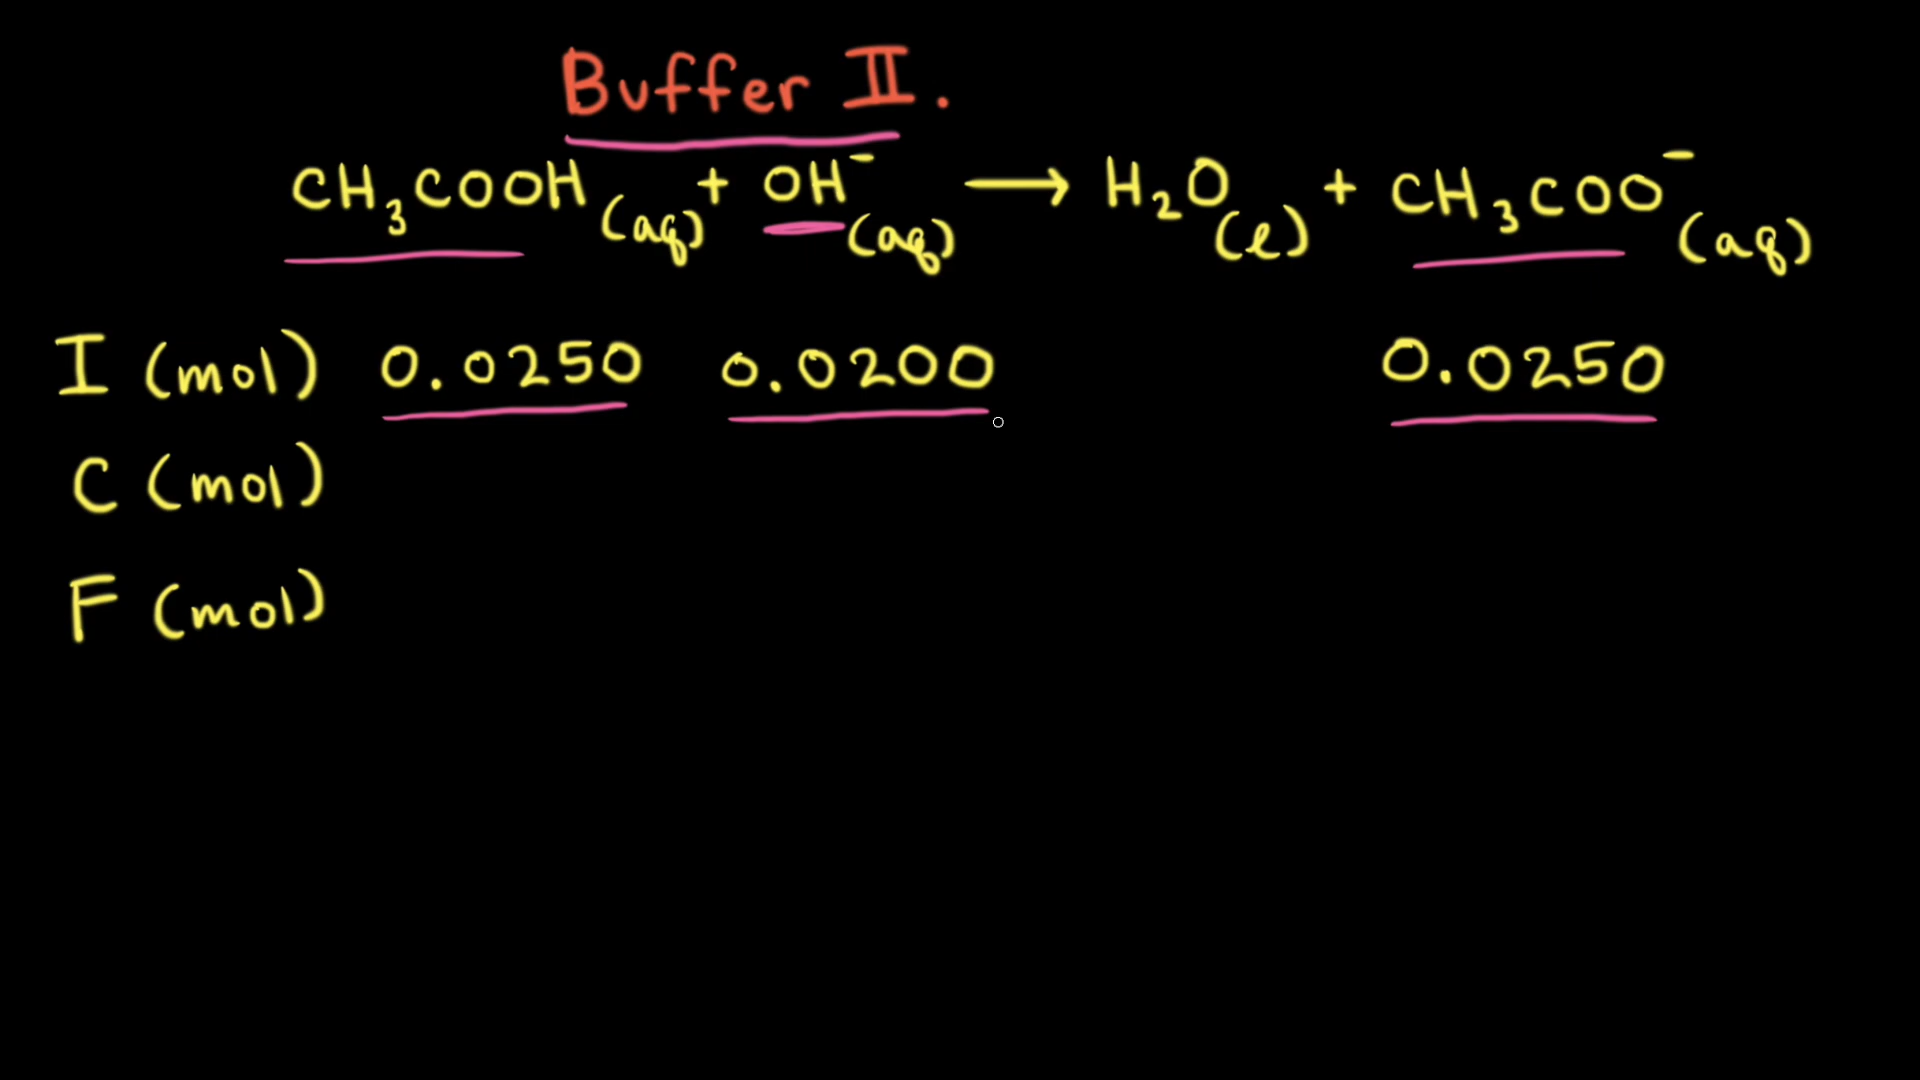 Buffer II.
CH₃COOH(aq) + OH⁻(aq) ⟶ H₂O(l) + CH₃COO⁻(aq)
I (mol) 0.0250 0.0200 0.0250
C (mol)
F (mol)